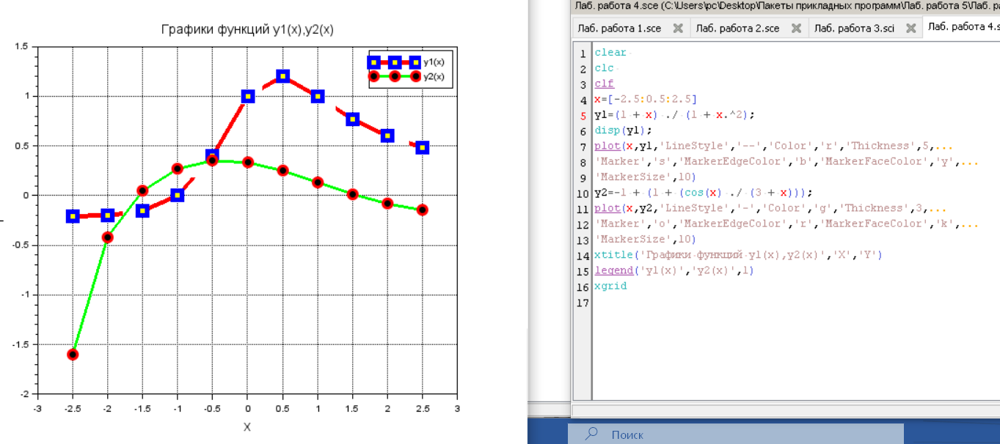 Графики функций y1(x),y2(x)
y1(x)
y2(x)
1.5
1
0.5
0
-0.5
-1
-1.5
-2
-3 -2.5 -2 -1.5 -1 -0.5 0 0.5 1 1.5 2 2.5 3
X
Лаб. работа 4.sce (C:\Users\pc\Desktop\Пакеты прикладных программ\Лаб. работа 5\Лаб. р
Лаб. работа 1.sce Лаб. работа 2.sce Лаб. работа 3.sci Лаб. работа 4.s
1 clear
2 clc
3 clf
4 x=[-2.5:0.5:2.5]
5 y1=(1 + x) ./ (1 + x.^2);
6 disp(y1);
7 plot(x,y1,'LineStyle','--','Color','r','Thickness',5,...
8 'Marker','s','MarkerEdgeColor','b','MarkerFaceColor','y',...
9 'MarkerSize',10)
10 y2=-1 + (1 + (cos(x) ./ (3 + x)));
11 plot(x,y2,'LineStyle','-','Color','g','Thickness',3,...
12 'Marker','o','MarkerEdgeColor','r','MarkerFaceColor','k',...
13 'MarkerSize',10)
14 xtitle('Графики функций y1(x),y2(x)','X','Y')
15 legend('y1(x)','y2(x)',1)
16 xgrid
17
Поиск